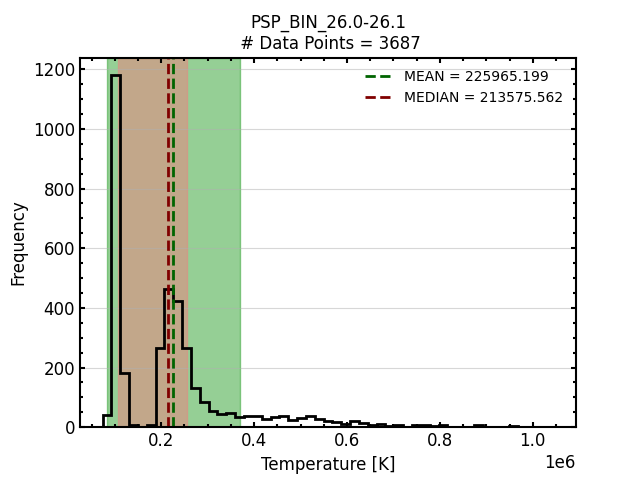 PSP_BIN_26.0-26.1
# Data Points = 3687
MEAN = 225965.199
MEDIAN = 213575.562
1200
1000
800
600
400
200
0
Frequency
0.2 0.4 0.6 0.8 1.0
1e6
Temperature [K]